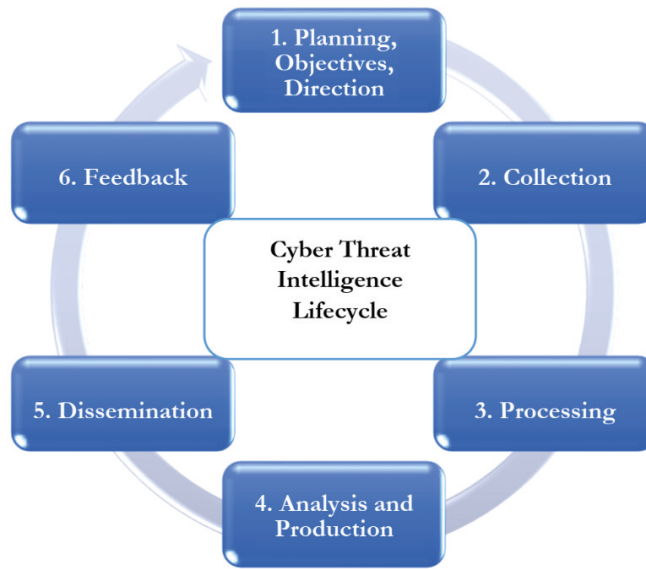 1. Planning,
Objectives,
Direction
2. Collection
3. Processing
4. Analysis and
Production
5. Dissemination
6. Feedback
Cyber Threat
Intelligence
Lifecycle